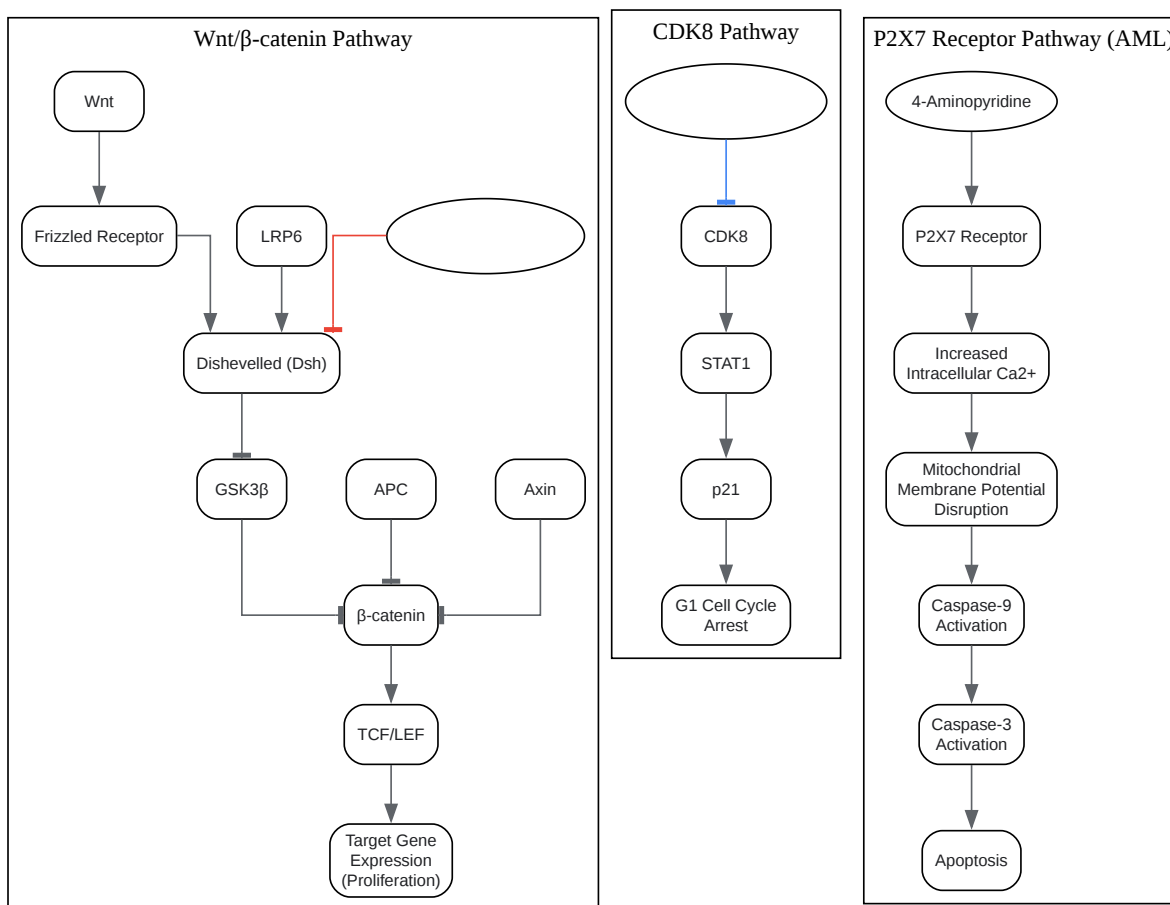 Wnt/β-catenin Pathway
Wnt
Frizzled Receptor
LRP6
Dishevelled (Dsh)
GSK3β
APC
Axin
β-catenin
TCF/LEF
Target Gene
Expression
(Proliferation)
CDK8 Pathway
CDK8
STAT1
p21
G1 Cell Cycle
Arrest
P2X7 Receptor Pathway (AML)
4-Aminopyridine
P2X7 Receptor
Increased
Intracellular Ca2+
Mitochondrial
Membrane Potential
Disruption
Caspase-9
Activation
Caspase-3
Activation
Apoptosis